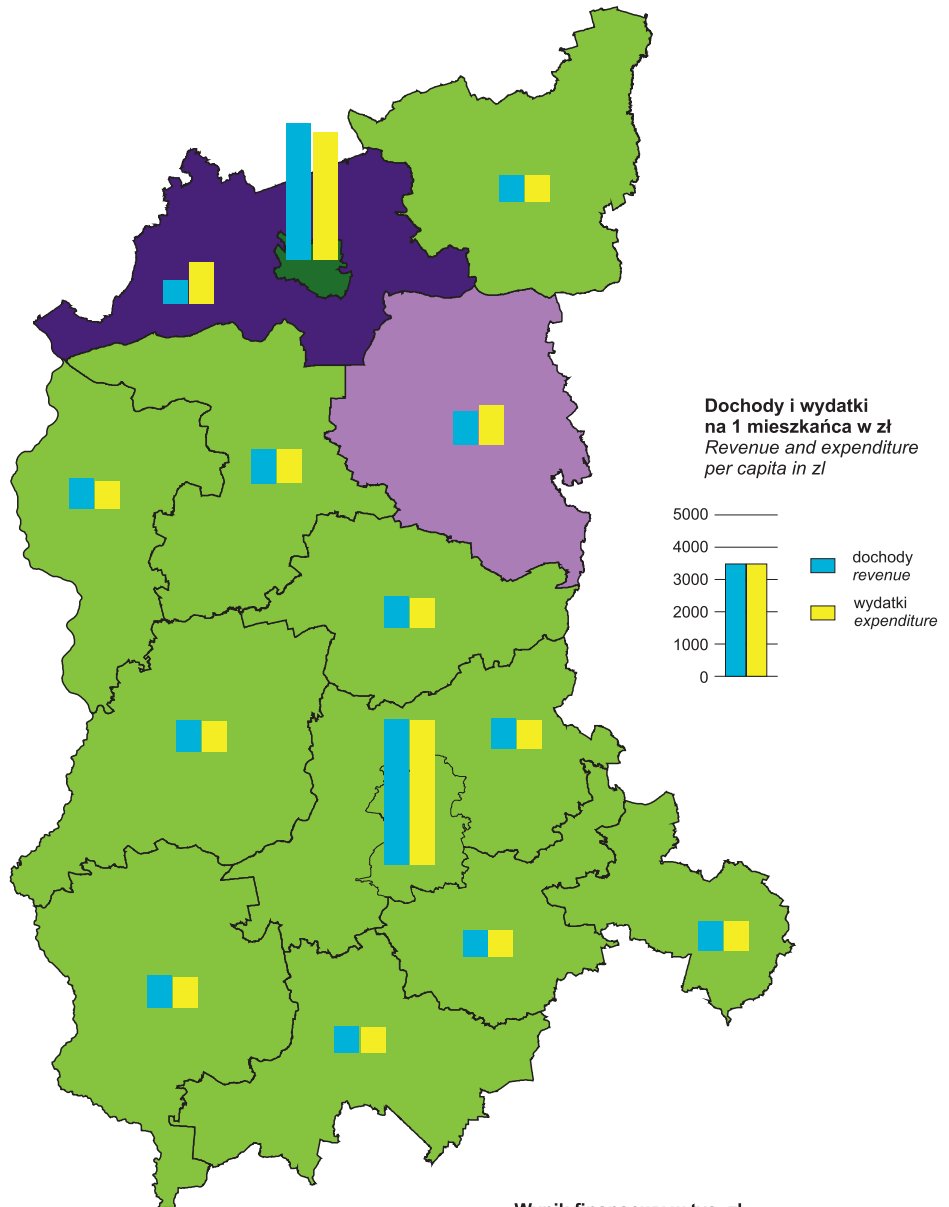 Dochody i wydatki
na 1 mieszkańca w zł
Revenue and expenditure
per capita in zl
5000
4000
3000
2000
1000
0
dochody
revenue
wydatki
expenditure